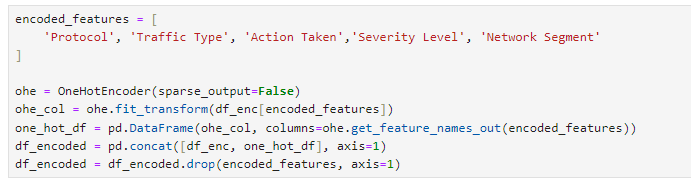 encoded_features = [
    'Protocol', 'Traffic Type', 'Action Taken','Severity Level', 'Network Segment'
]
ohe = OneHotEncoder(sparse_output=False)
ohe_col = ohe.fit_transform(df_enc[encoded_features])
one_hot_df = pd.DataFrame(ohe_col, columns=ohe.get_feature_names_out(encoded_features))
df_encoded = pd.concat([df_enc, one_hot_df], axis=1)
df_encoded = df_encoded.drop(encoded_features, axis=1)